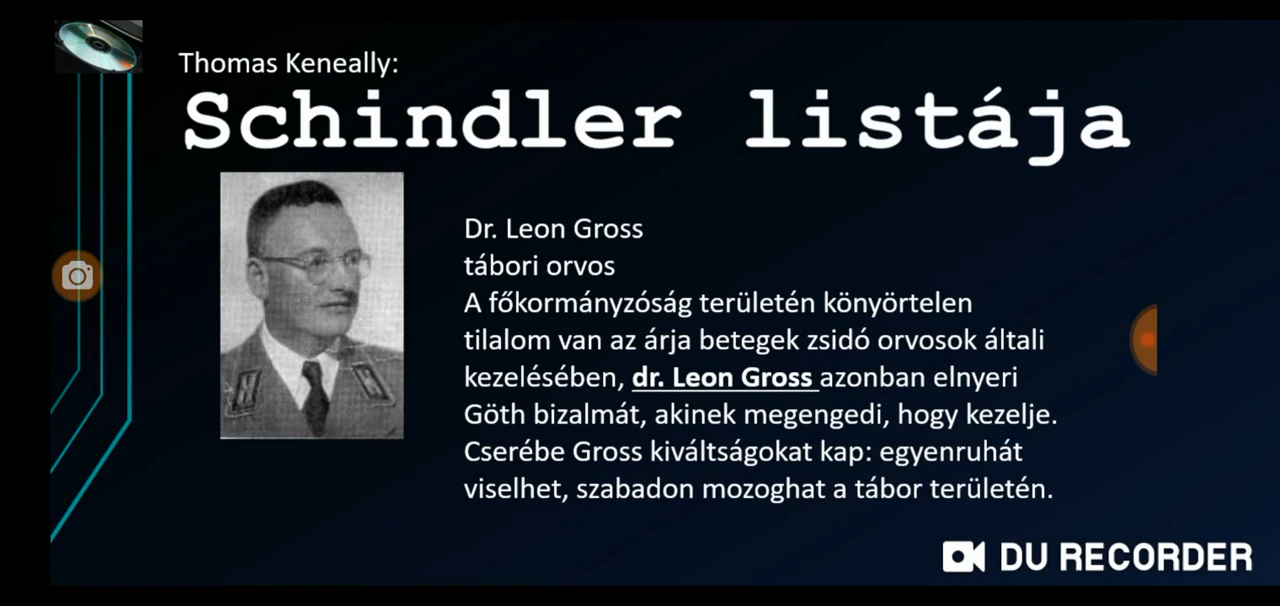 Thomas Keneally:
Schindler listája
Dr. Leon Gross
tábori orvos
A főkormányzóság területén könyörtelen
tilalom van az árja betegek zsidó orvosok általi
kezelésében, dr. Leon Gross azonban elnyeri
Göth bizalmát, akinek megengedi, hogy kezelje.
Cserébe Gross kiváltságokat kap: egyenruhát
viselhet, szabadon mozoghat a tábor területén.
DU RECORDER